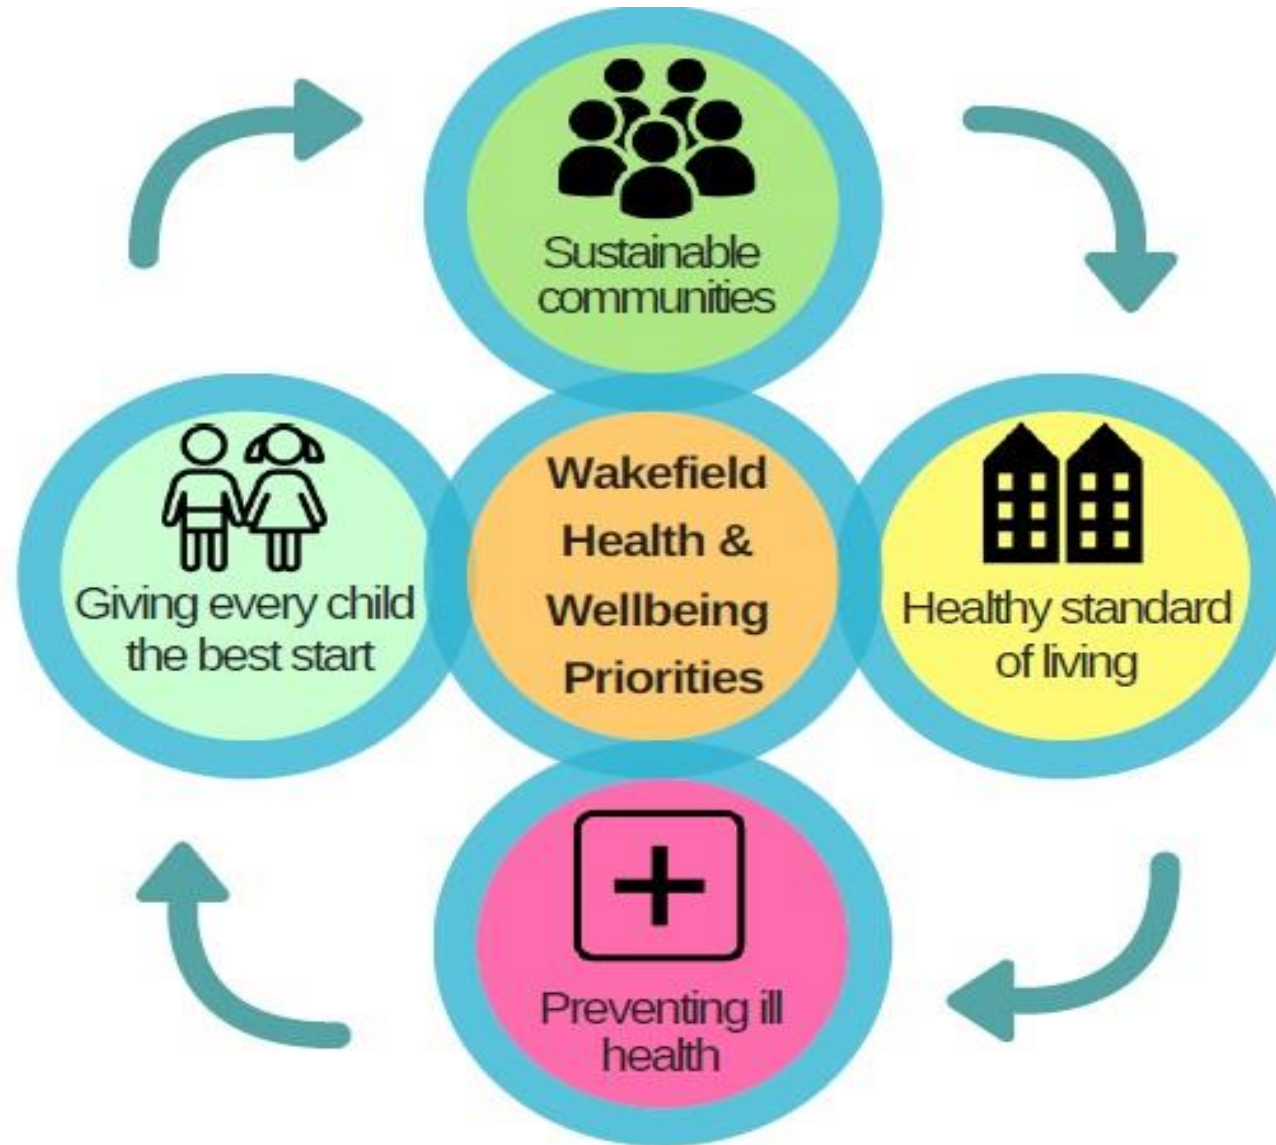 Sustainable
communities
Giving every child
the best start
Wakefield
Health &
Wellbeing
Priorities
Healthy standard
of living
Preventing ill
health